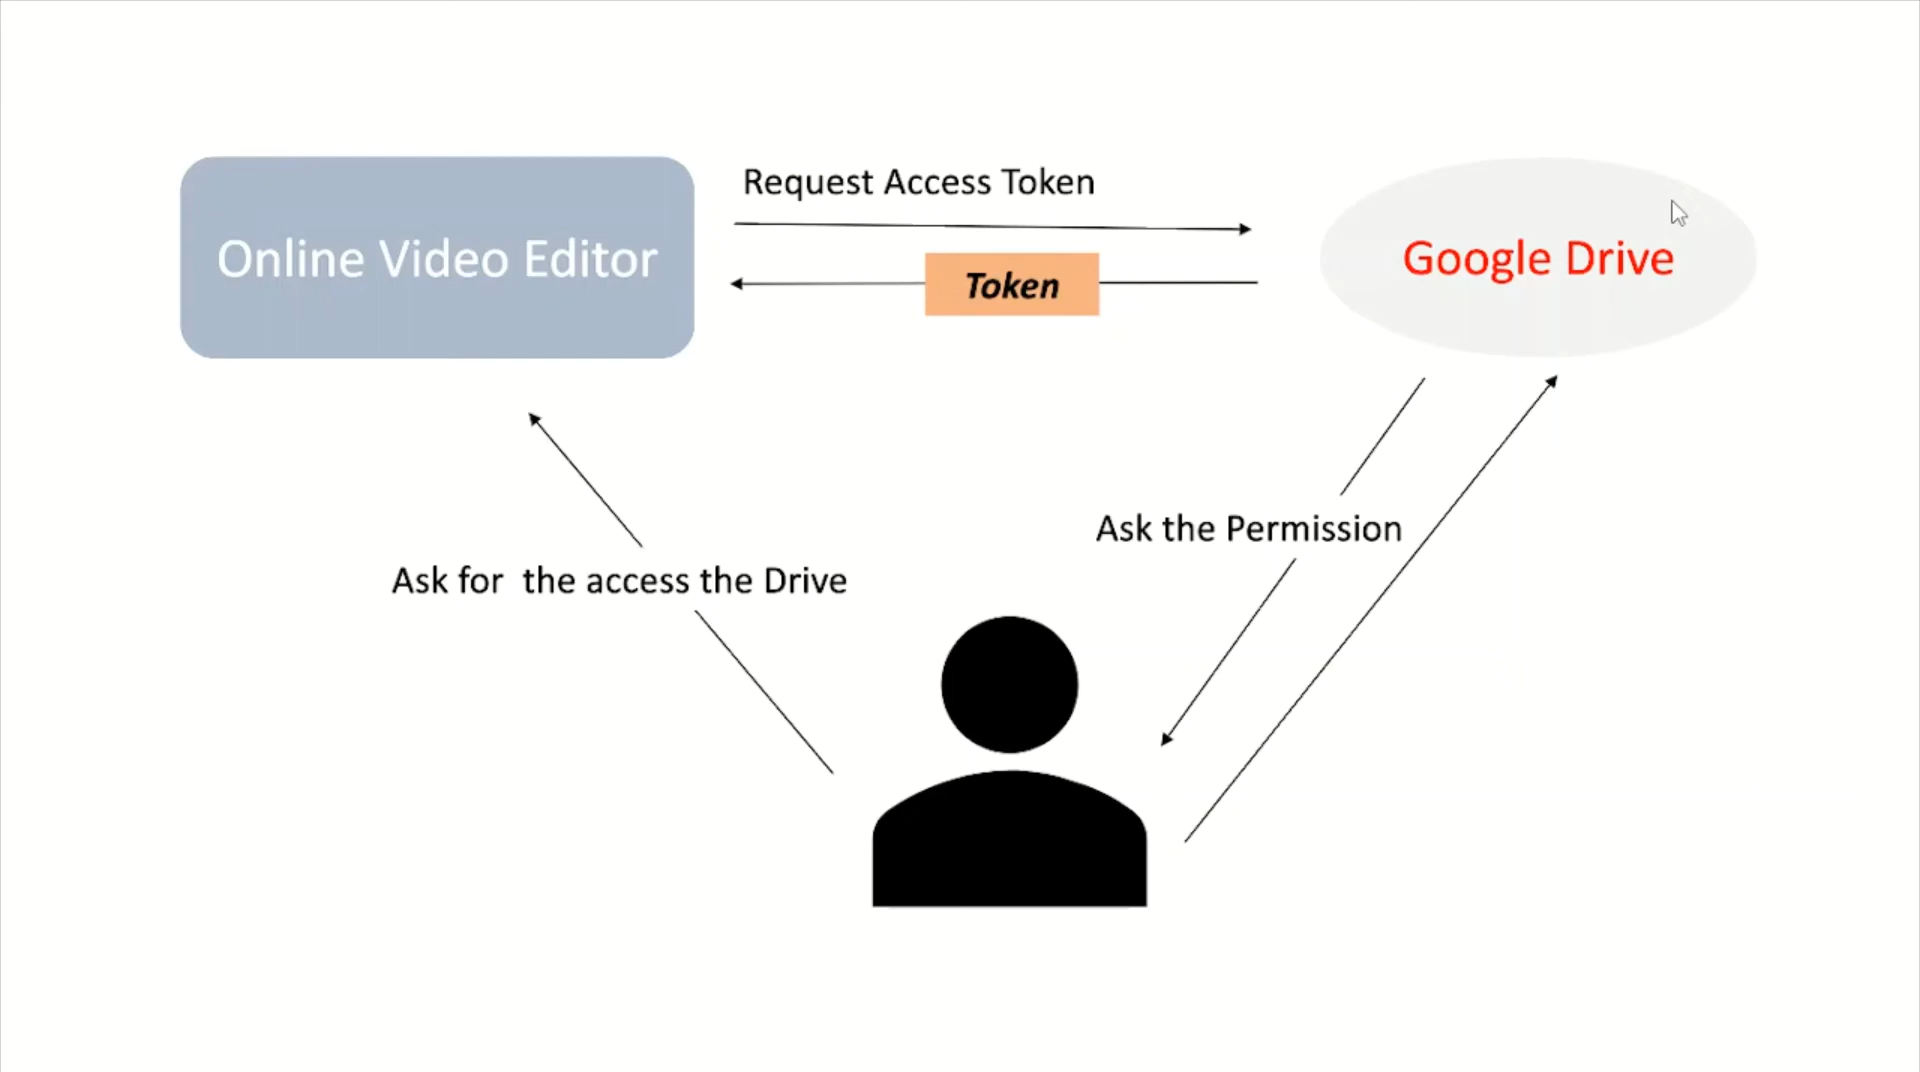 Request Access Token
Online Video Editor
Token
Google Drive
Ask the Permission
Ask for  the access the Drive